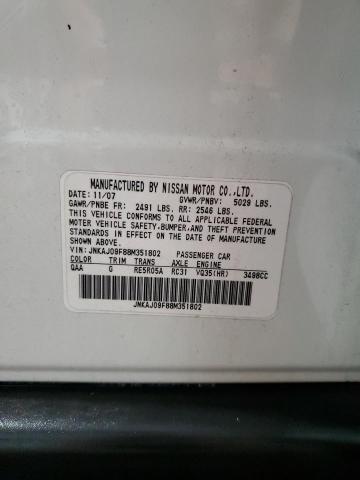 MANUFACTURED BY NISSAN MOTOR CO.,LTD.
DATE: 11/07 GVWR/PNBV: 5029 LBS.
GAWR/PNBE FR: 2491 LBS. RR: 2546 LBS.
THIS VEHICLE CONFORMS TO ALL APPLICABLE FEDERAL
MOTOR VEHICLE SAFETY,BUMPER,AND THEFT PREVENTION
STANDARDS IN EFFECT ON THE DATE OF MANUFACTURE
SHOWN ABOVE.
VIN: JNKAJ09F88M351802 PASSENGER CAR
COLOR TRIM TRANS AXLE ENGINE
QAA G RE5R05A RC31 VQ35(HR) 3498CC
JNKAJ09F88M351802